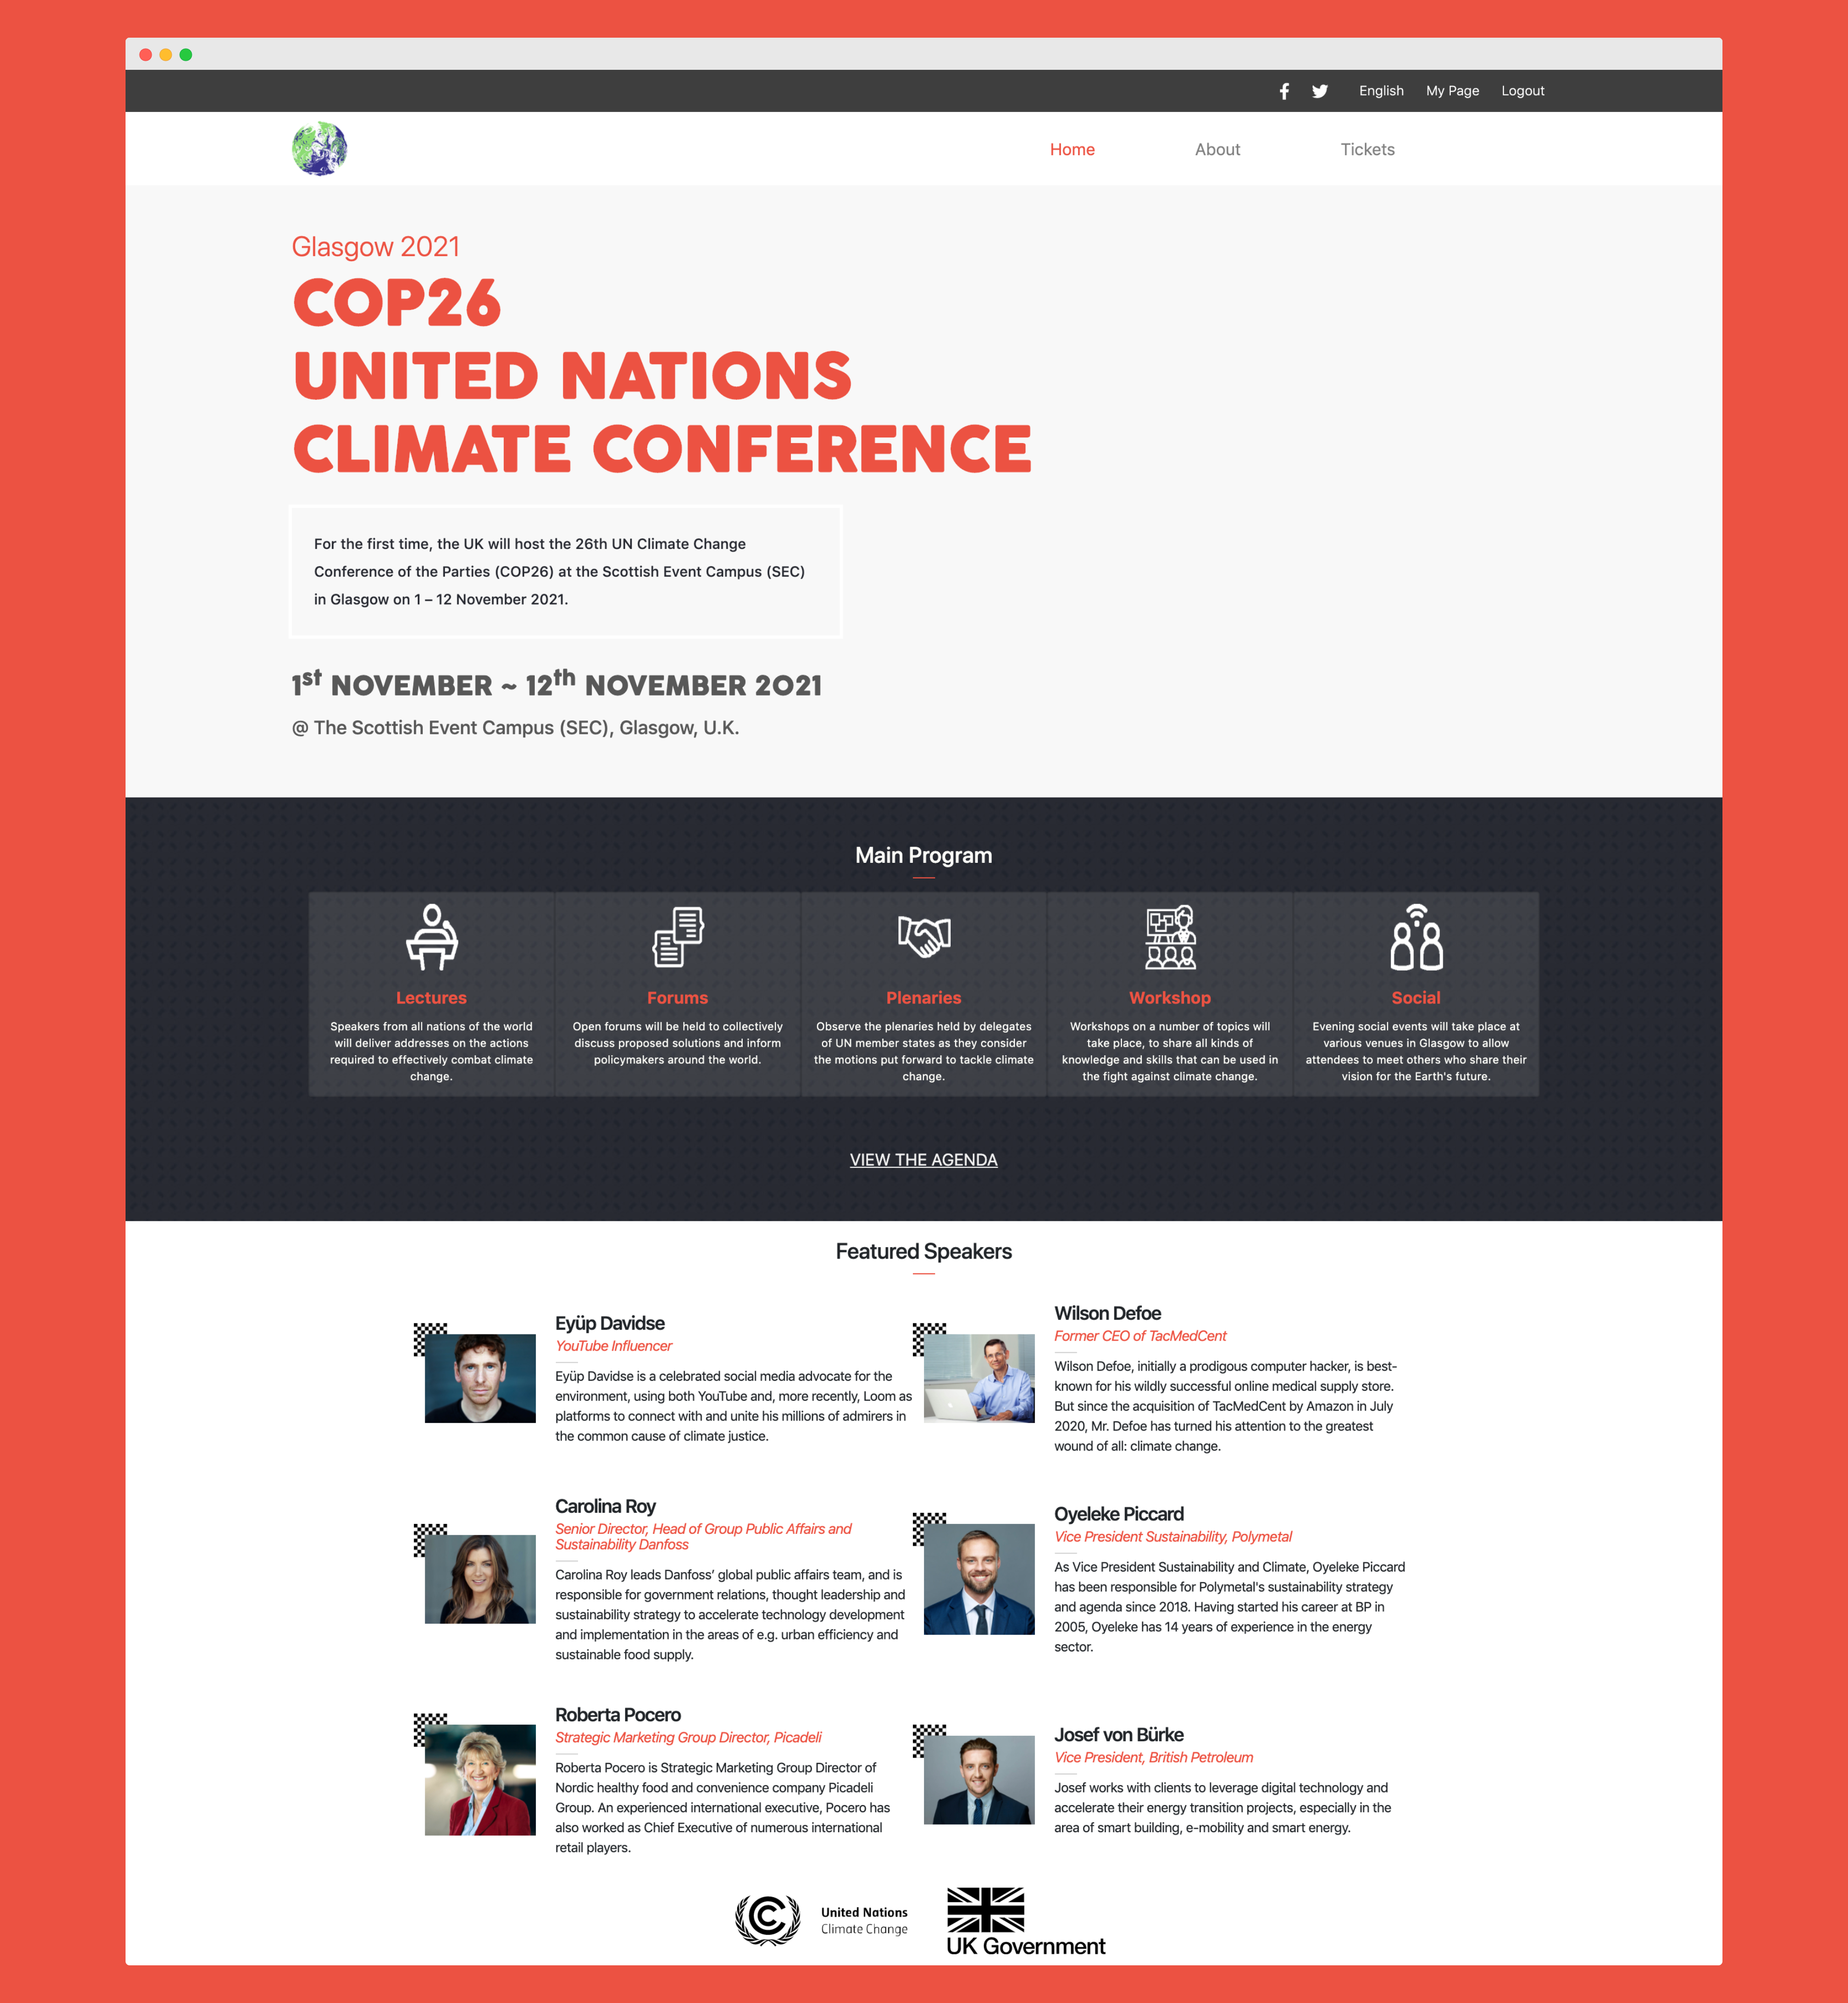 English My Page Logout
Home About Tickets
Glasgow 2021
COP26
UNITED NATIONS
CLIMATE CONFERENCE
For the first time, the UK will host the 26th UN Climate Change
Conference of the Parties (COP26) at the Scottish Event Campus (SEC)
in Glasgow on 1 – 12 November 2021.
1st NOVEMBER ~ 12th NOVEMBER 2021
@ The Scottish Event Campus (SEC), Glasgow, U.K.
Main Program
Lectures
Speakers from all nations of the world
will deliver addresses on the actions
required to effectively combat climate
change.
Forums
Open forums will be held to collectively
discuss proposed solutions and inform
policymakers around the world.
Plenaries
Observe the plenaries held by delegates
of UN member states as they consider
the motions put forward to tackle climate
change.
Workshop
Workshops on a number of topics will
take place, to share all kinds of
knowledge and skills that can be used in
the fight against climate change.
Social
Evening social events will take place at
various venues in Glasgow to allow
attendees to meet others who share their
vision for the Earth's future.
VIEW THE AGENDA
Featured Speakers
Eyüp Davidse
YouTube Influencer
Eyüp Davidse is a celebrated social media advocate for the
environment, using both YouTube and, more recently, Loom as
platforms to connect with and unite his millions of admirers in
the common cause of climate justice.
Wilson Defoe
Former CEO of TacMedCent
Wilson Defoe, initially a prodigous computer hacker, is best-
known for his wildly successful online medical supply store.
But since the acquisition of TacMedCent by Amazon in July
2020, Mr. Defoe has turned his attention to the greatest
wound of all: climate change.
Carolina Roy
Senior Director, Head of Group Public Affairs and
Sustainability Danfoss
Carolina Roy leads Danfoss’ global public affairs team, and is
responsible for government relations, thought leadership and
sustainability strategy to accelerate technology development
and implementation in the areas of e.g. urban efficiency and
sustainable food supply.
Oyeleke Piccard
Vice President Sustainability, Polymetal
As Vice President Sustainability and Climate, Oyeleke Piccard
has been responsible for Polymetal's sustainability strategy
and agenda since 2018. Having started his career at BP in
2005, Oyeleke has 14 years of experience in the energy
sector.
Roberta Pocero
Strategic Marketing Group Director, Picadeli
Roberta Pocero is Strategic Marketing Group Director of
Nordic healthy food and convenience company Picadeli
Group. An experienced international executive, Pocero has
also worked as Chief Executive of numerous international
retail players.
Josef von Bürke
Vice President, British Petroleum
Josef works with clients to leverage digital technology and
accelerate their energy transition projects, especially in the
area of smart building, e-mobility and smart energy.
United Nations
Climate Change
UK Government